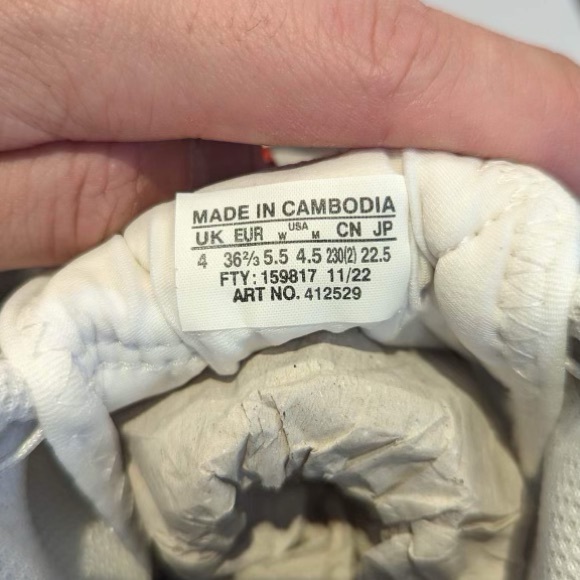 MADE IN CAMBODIA
UK EUR W USA M CN JP
4 36²/₃ 5.5 4.5 230(2) 22.5
FTY: 159817 11/22
ART NO. 412529